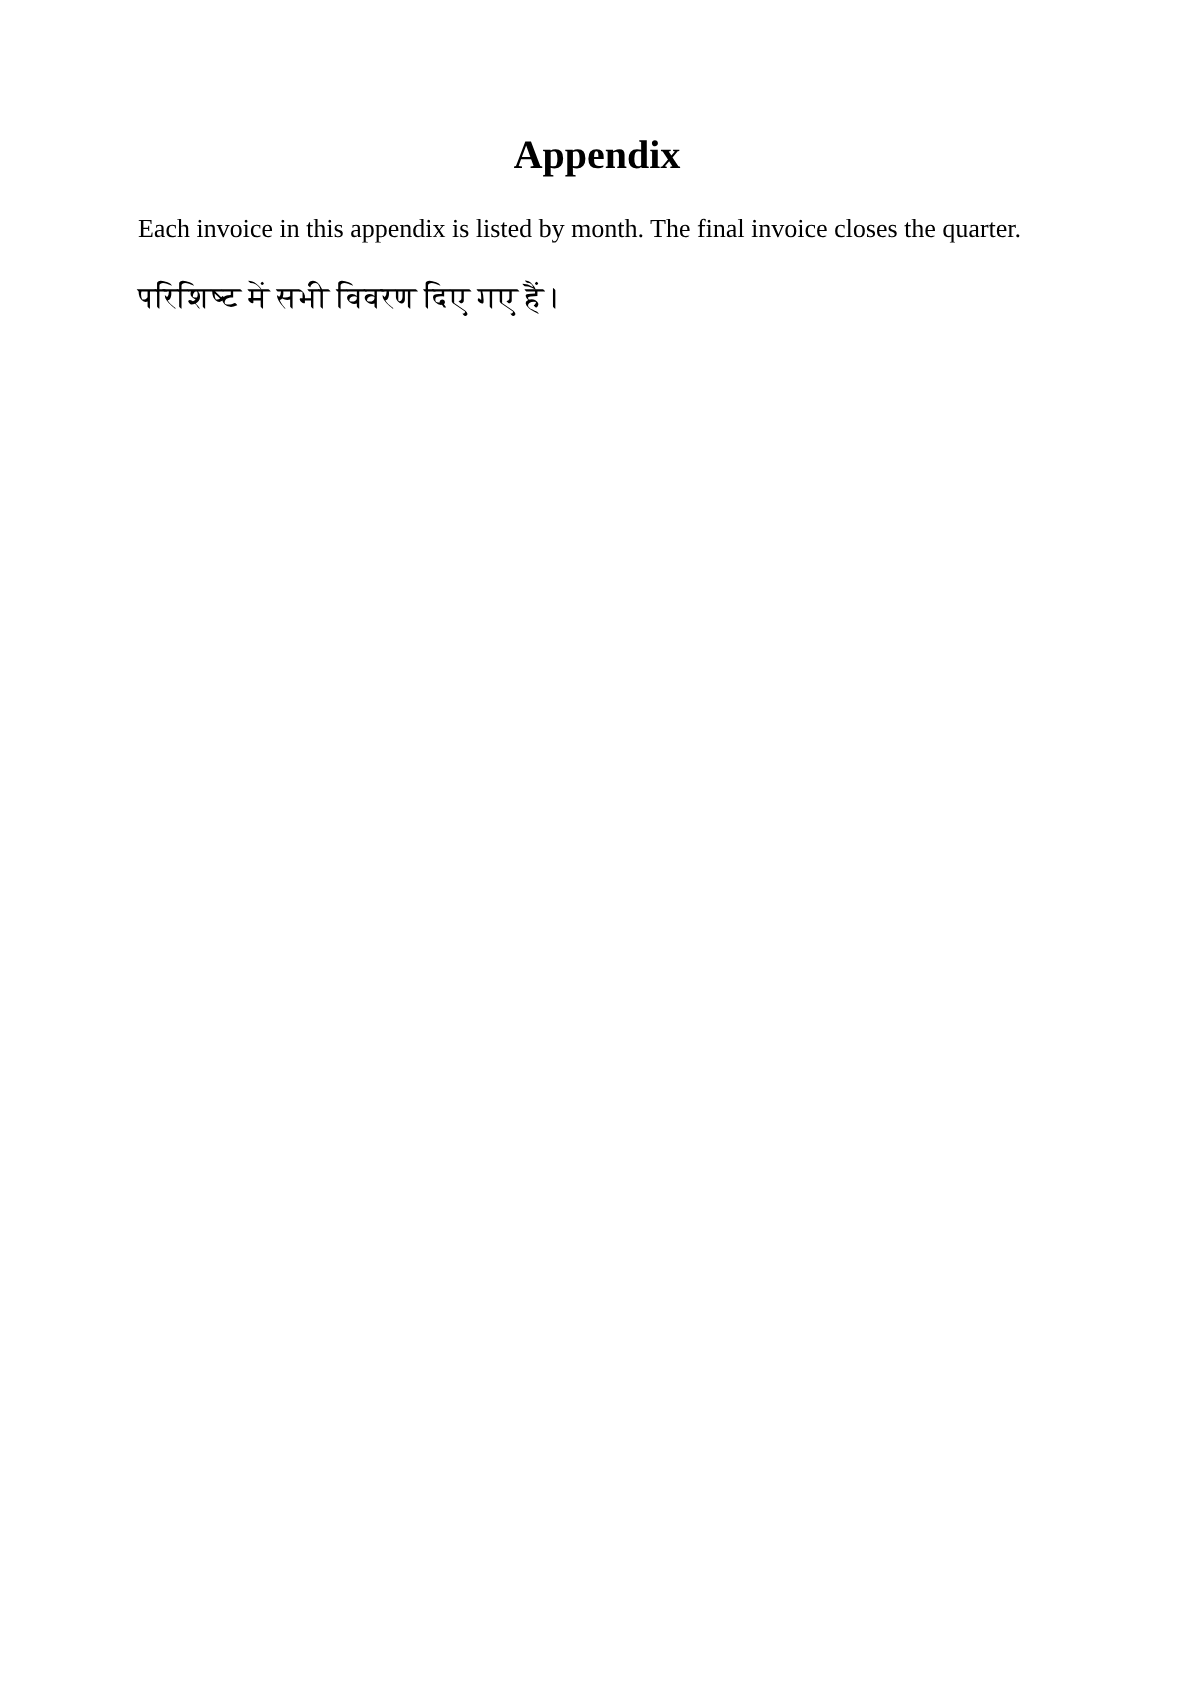 Appendix
Each invoice in this appendix is listed by month. The final invoice closes the quarter.
परिशिष्ट में सभी विवरण दिए गए हैं।